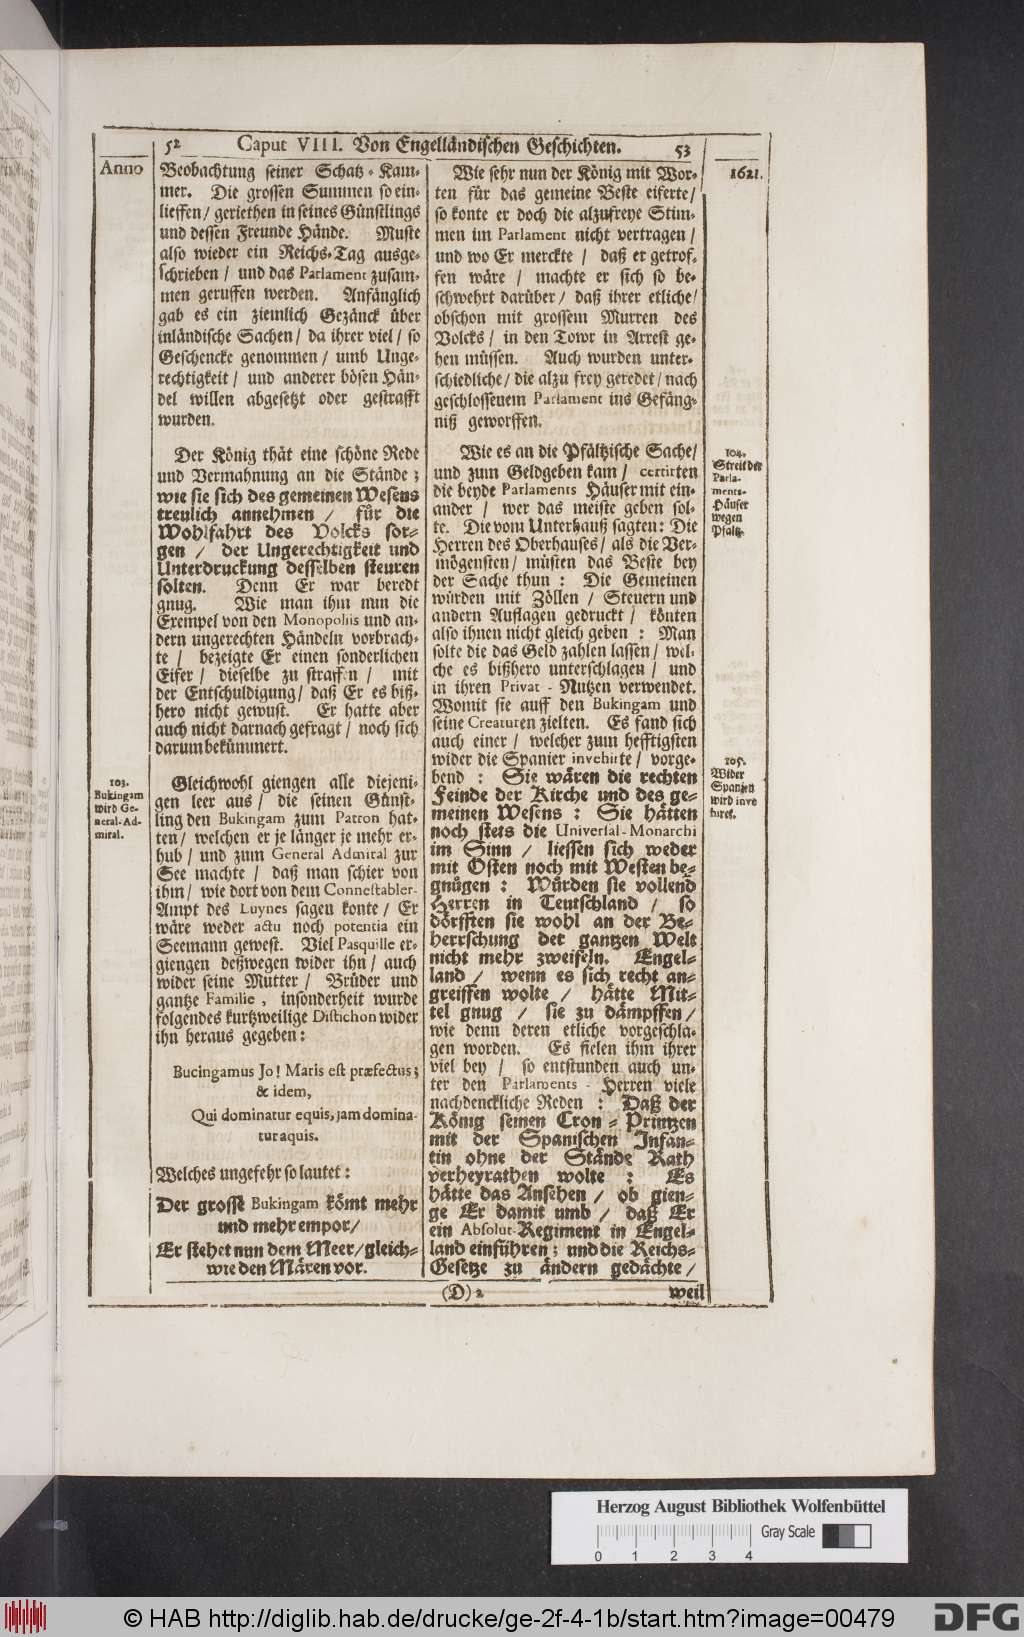 52 Caput VIII. Von Engelländischen Geschichten. 53
Anno
1621.
Beobachtung seiner Schatz-Kam-
mer. Die grossen Summen so ein-
lieffen / geriethen in seines Günstlings
und dessen Freunde Hände. Muste
also wieder ein Reichs-Tag ausge-
schrieben / und das Parlament zusam-
men geruffen werden. Anfänglich
gab es ein ziemlich Gezänck über
inländische Sachen / da ihrer viel / so
Geschencke genommen / umb Unge-
rechtigkeit / und anderer bösen Hän-
del willen abgesetzt oder gestrafft
wurden.
Der König thät eine schöne Rede
und Vermahnung an die Stände;
wie sie sich des gemeinen Wesens
treulich annehmen / für die
Wohlfahrt des Volcks sor-
gen / der Ungerechtigkeit und
Unterdruckung desselben steuren
solten. Denn Er war beredt
gnug. Wie man ihm nun die
Exempel von den Monopoliis und an-
dern ungerechten Händeln vorbrach-
te / bezeigte Er einen sonderlichen
Eifer / dieselbe zu straffen / mit
der Entschuldigung / daß Er es biß-
hero nicht gewust. Er hatte aber
auch nicht darnach gefragt / noch sich
darum bekümmert.
103.
Bukingam
wird Ge-
neral-Ad-
miral.
Gleichwohl giengen alle diejeni-
gen leer aus / die seinen Günst-
ling den Bukingam zum Patron hat-
ten / welchen er je länger je mehr er-
hub / und zum General Admiral zur
See machte / daß man schier von
ihm / wie dort von dem Connestabler-
Ampt des Luynes sagen konte / Er
wäre weder actu noch potentia ein
Seemann gewest. Viel Pasquille er-
giengen deßwegen wider ihn / auch
wider seine Mutter / Brüder und
gantze Familie, insonderheit wurde
folgendes kurtzweilige Distichon wider
ihn heraus gegeben:
Bucingamus Jo! Maris est præfectus;
& idem,
Qui dominatur equis, jam domina-
tur aquis.
Welches ungefehr so lautet:
Der grosse Bukingam kömt mehr
und mehr empor /
Er stehet nun dem Meer / gleich-
wie den Mären vor.
Wie sehr nun der König mit Wor-
ten für das gemeine Beste eiferte /
so konte er doch die alzufreye Stim-
men im Parlament nicht vertragen /
und wo Er merckte / daß er getrof-
fen wäre / machte er sich so be-
schwehrt darüber / daß ihrer etliche /
obschon mit grossem Murren des
Volcks / in den Towr in Arrest ge-
hen müssen. Auch wurden unter-
schiedliche / die alzu frey geredet / nach
geschlossenem Parlament ins Gefäng-
niß geworffen.
104.
Streit der
Parla-
ments-
Häuser
wegen
Pfaltz.
Wie es an die Pfältzische Sache /
und zum Geldgeben kam / certirten
die beyde Parlaments Häuser mit ein-
ander / wer das meiste geben sol-
te. Die vom Unterhauß sagten: Die
Herren des Oberhauses / als die Ver-
mögensten / müsten das Beste bey
der Sache thun: Die Gemeinen
würden mit Zöllen / Steuern und
andern Auflagen gedruckt / könten
also ihnen nicht gleich geben: Man
solte die das Geld zahlen lassen / wel-
che es bißhero unterschlagen / und
in ihren Privat-Nutzen verwendet.
Womit sie auff den Bukingam und
seine Creaturen zielten. Es fand sich
auch einer / welcher zum hefftigsten
wider die Spanier invehirte / vorge-
bend: Sie wären die rechten
Feinde der Kirche und des ge-
meinen Wesens: Sie hätten
noch stets die Universal-Monarchi
im Sinn / liessen sich weder
mit Osten noch mit Westen be-
gnügen: Würden sie vollend
Herren in Teutschland / so
dörfften sie wohl an der Be-
herrschung der gantzen Welt
nicht mehr zweifeln. Engel-
land / wenn es sich recht an-
greiffen wolte / hätte Mit-
tel gnug / sie zu dämpffen /
wie denn deren etliche vorgeschla-
gen worden. Es fielen ihm ihrer
viel bey / so entstunden auch un-
ter den Parlaments-Herren viele
nachdenckliche Reden: Daß der
König seinen Cron-Printzen
mit der Spanischen Infan-
tin ohne der Stände Rath
verheyrathen wolte: Es
hätte das Ansehen / ob gien-
ge Er damit umb / daß Er
ein Absolut-Regiment in Engel-
land einführen; und die Reichs-
Gesetze zu ändern gedächte /
105.
Wider
Spanien
wird inve
hiret.
(D) 2 weil
Herzog August Bibliothek Wolfenbüttel
Gray Scale
0 1 2 3 4
© HAB http://diglib.hab.de/drucke/ge-2f-4-1b/start.htm?image=00479
DFG